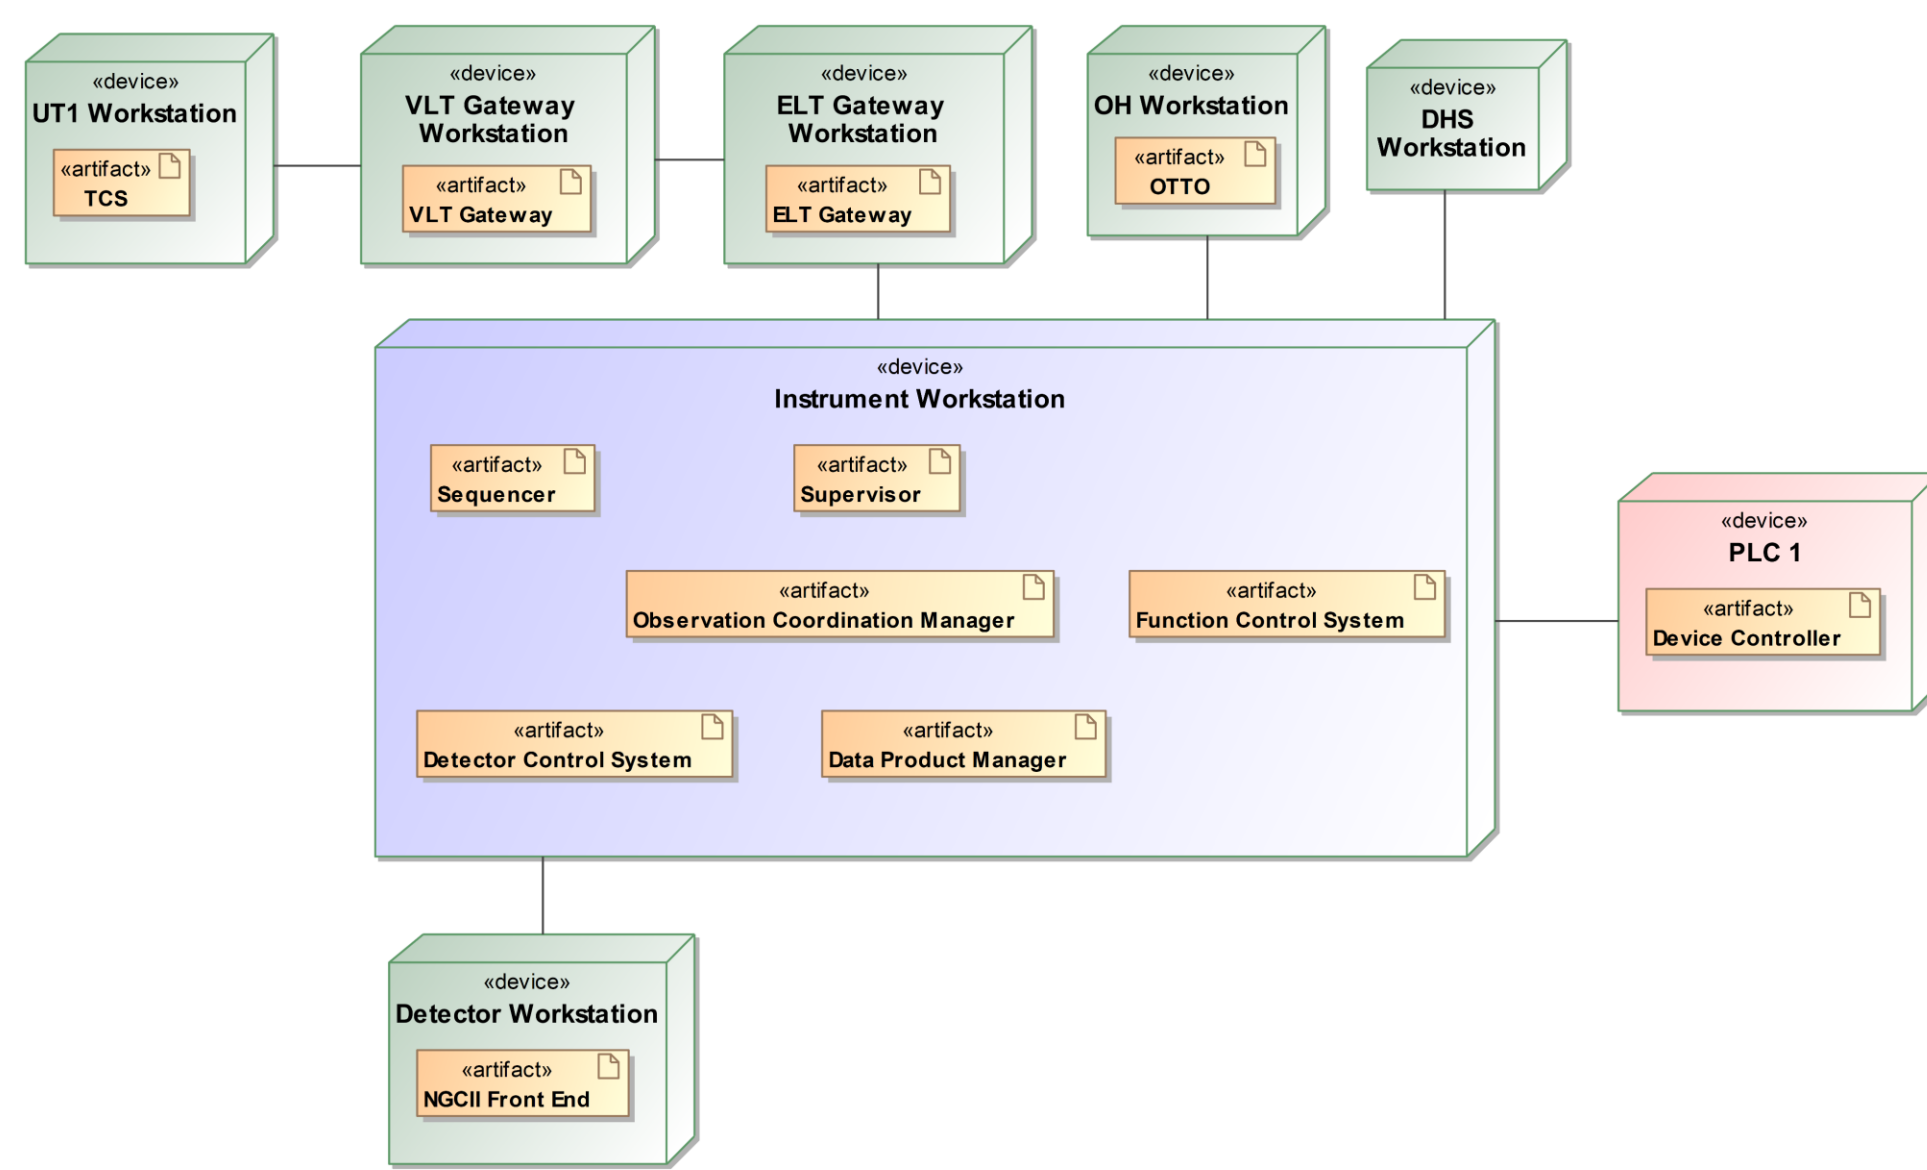 «device»
UT1 Workstation
«artifact»
TCS
«device»
VLT Gateway
Workstation
«artifact»
VLT Gateway
«device»
ELT Gateway
Workstation
«artifact»
ELT Gateway
«device»
OH Workstation
«artifact»
OTTO
«device»
DHS
Workstation
«device»
Instrument Workstation
«artifact»
Sequencer
«artifact»
Supervisor
«artifact»
Observation Coordination Manager
«artifact»
Function Control System
«artifact»
Detector Control System
«artifact»
Data Product Manager
«device»
PLC 1
«artifact»
Device Controller
«device»
Detector Workstation
«artifact»
NGCII Front End